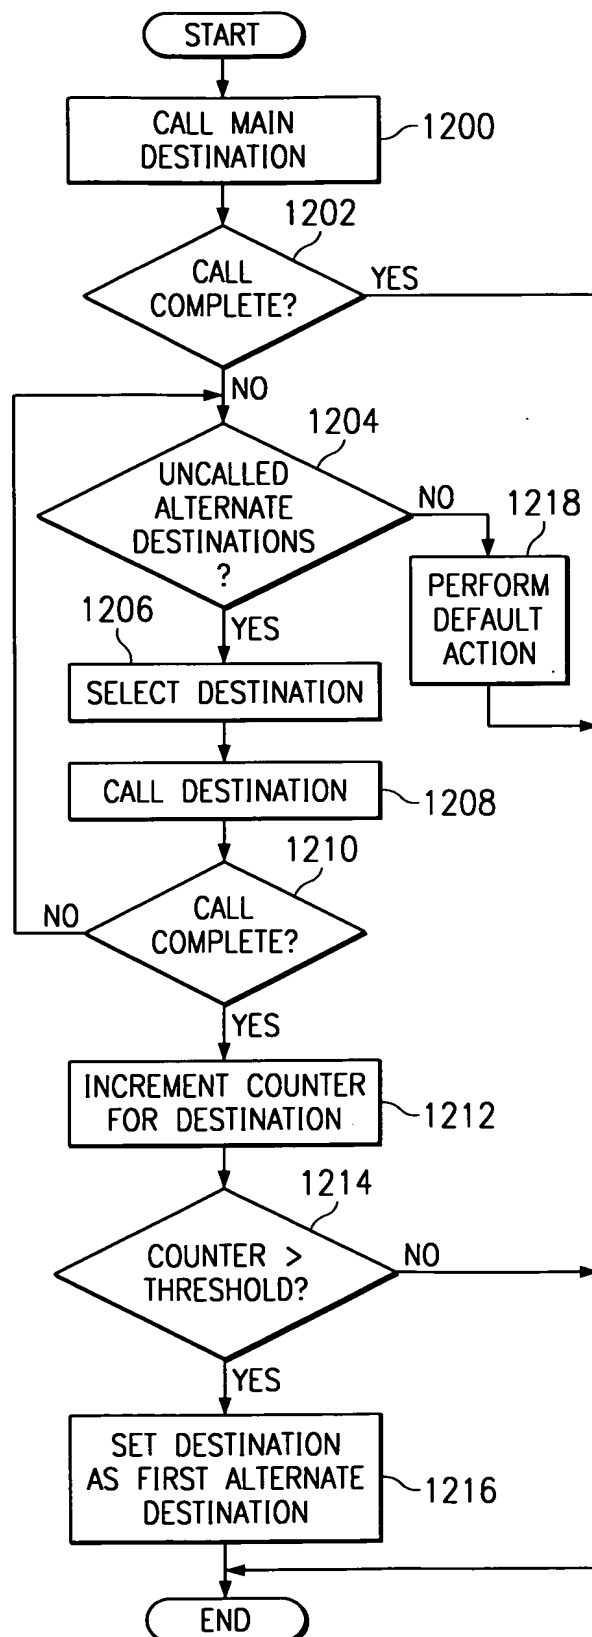 START
CALL MAIN
DESTINATION
1200
1202
CALL
COMPLETE?
YES
NO
1204
UNCALLED
ALTERNATE
DESTINATIONS
?
NO
1218
PERFORM
DEFAULT
ACTION
YES
1206
SELECT DESTINATION
CALL DESTINATION
1208
1210
CALL
COMPLETE?
NO
YES
INCREMENT COUNTER
FOR DESTINATION
1212
1214
COUNTER >
THRESHOLD?
NO
YES
SET DESTINATION
AS FIRST ALTERNATE
DESTINATION
1216
END